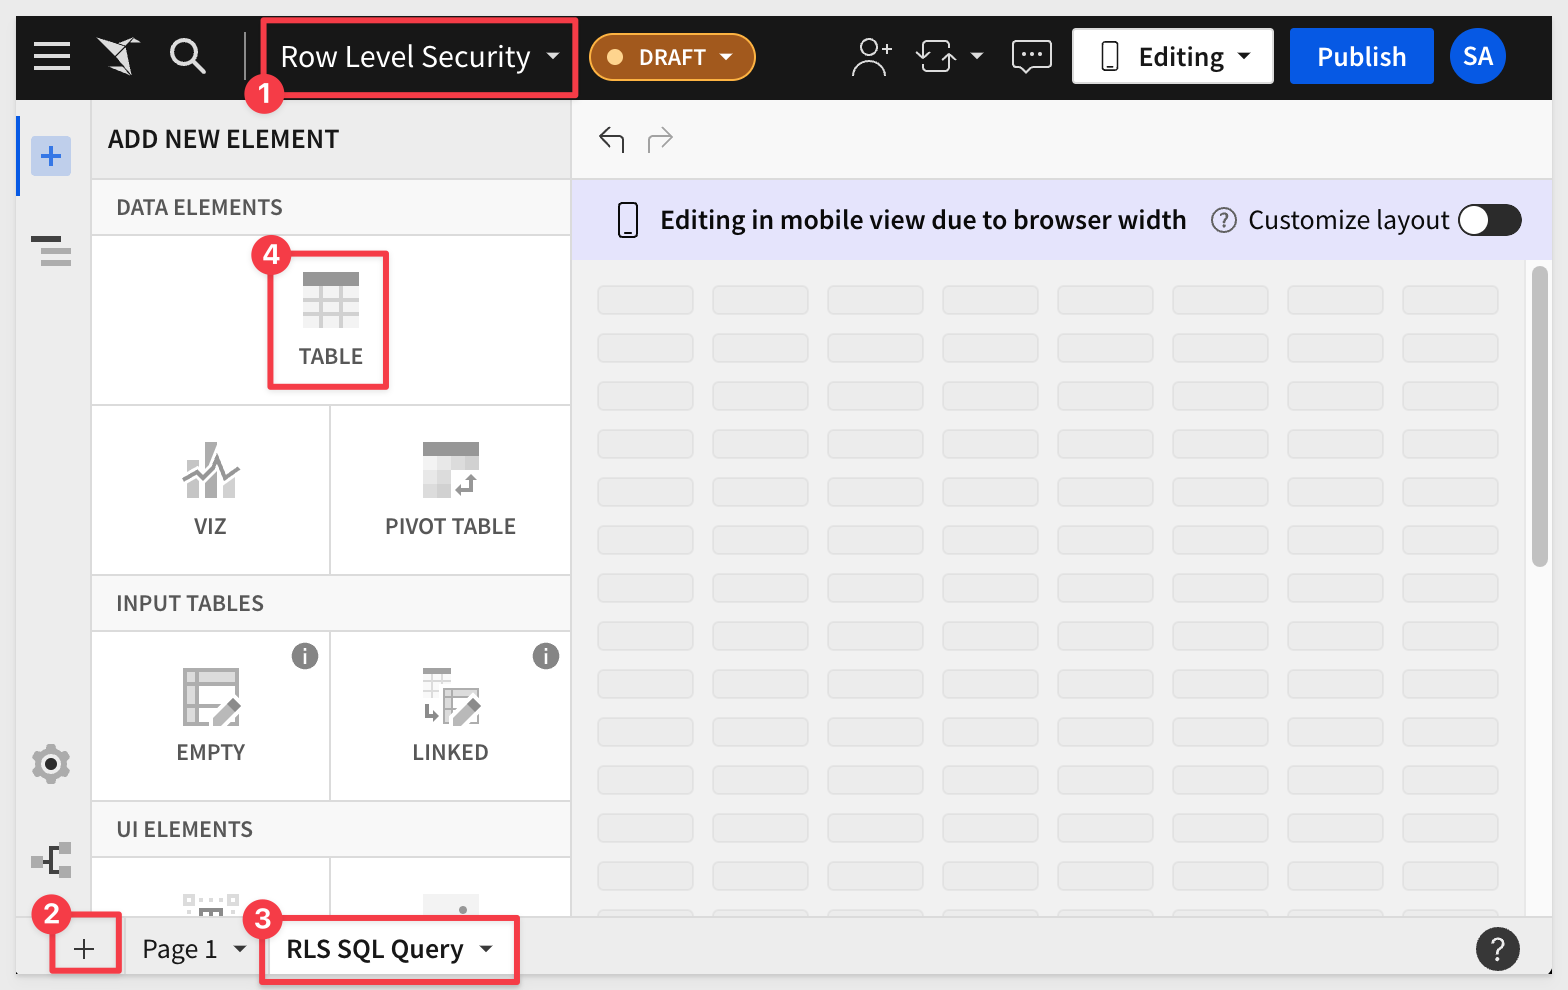 Row Level Security
DRAFT
Editing
Publish
SA
1
ADD NEW ELEMENT
DATA ELEMENTS
Editing in mobile view due to browser width
?
Customize layout
4
TABLE
VIZ
PIVOT TABLE
INPUT TABLES
i
i
EMPTY
LINKED
UI ELEMENTS
2
3
+
Page 1
RLS SQL Query
?